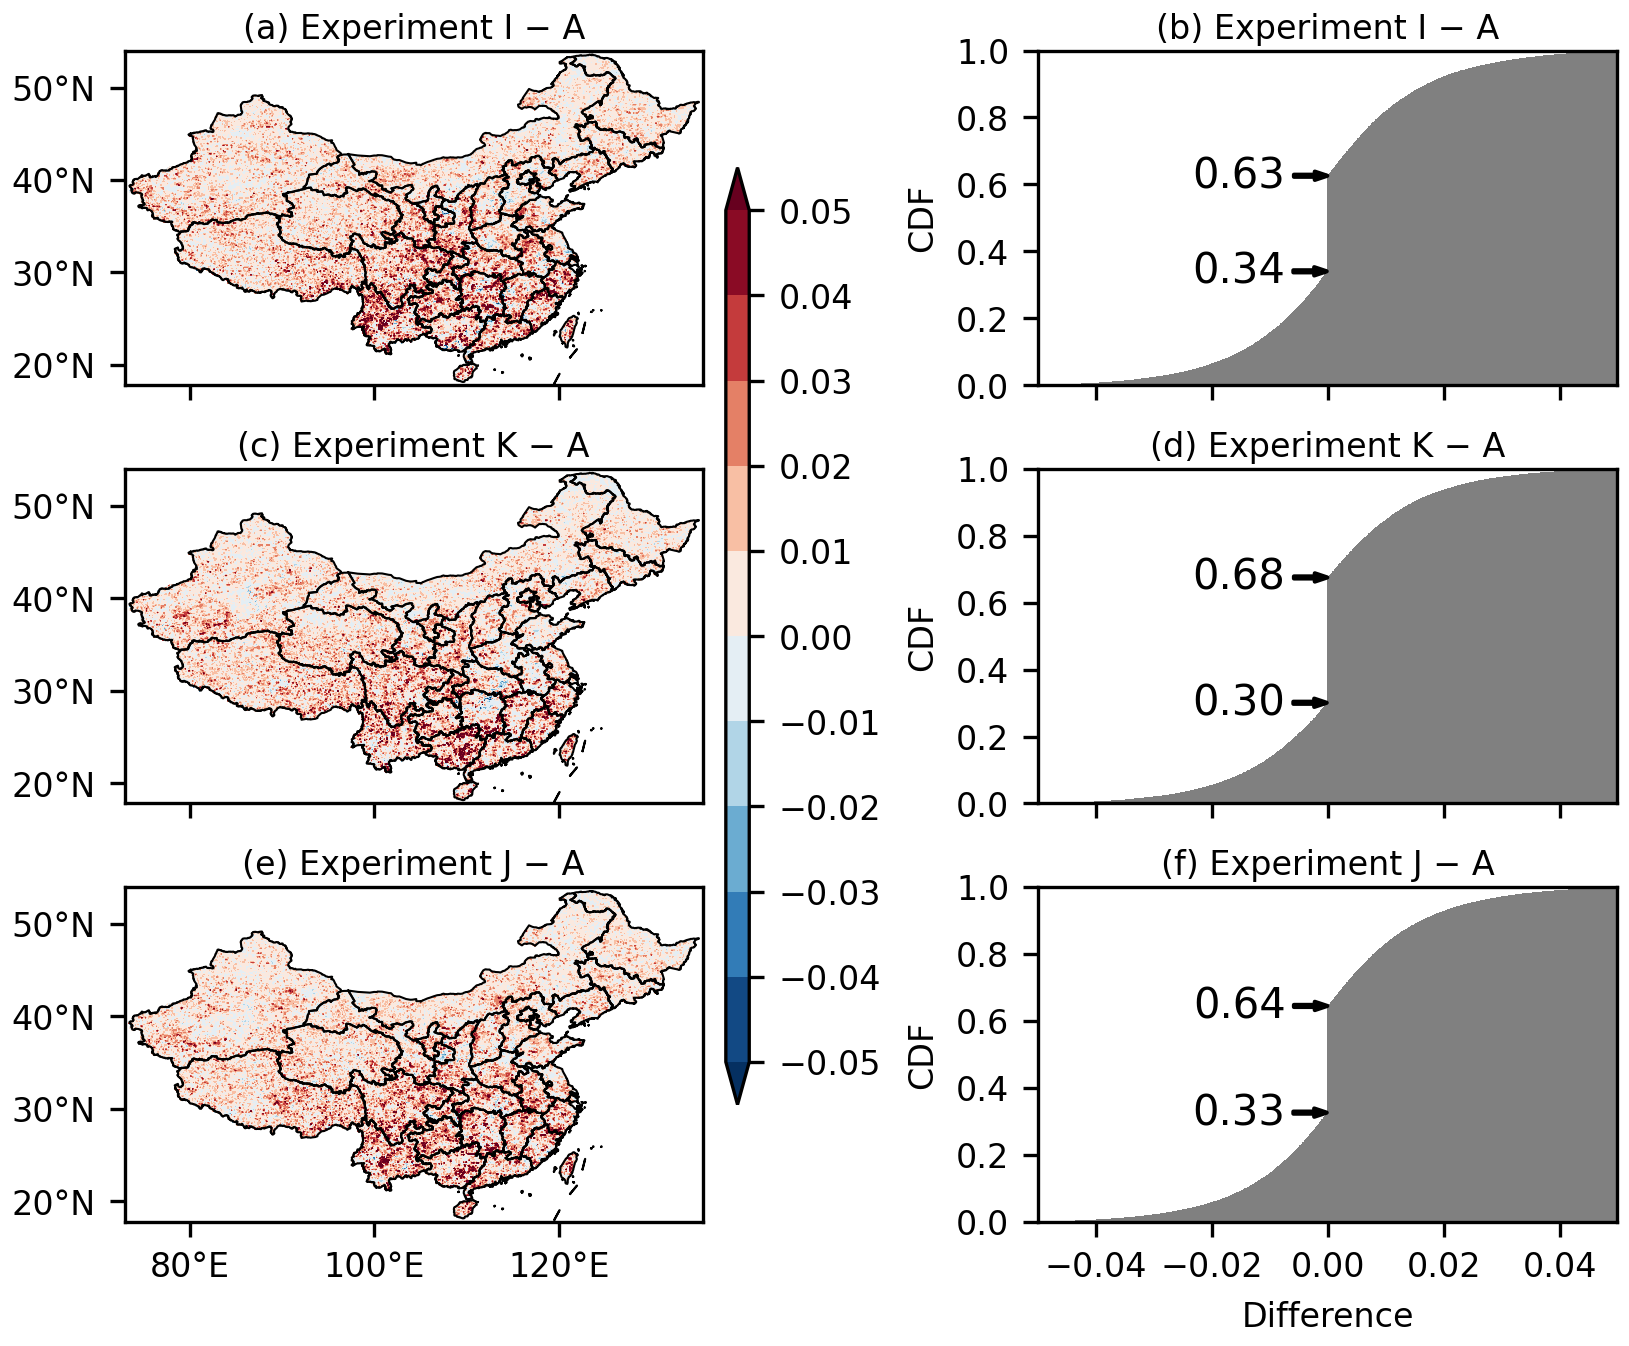 (a) Experiment I − A
50°N
40°N
30°N
20°N
(b) Experiment I − A
1.0
0.8
0.6
0.4
0.2
0.0
CDF
0.63
0.34
(c) Experiment K − A
50°N
40°N
30°N
20°N
0.05
0.04
0.03
0.02
0.01
0.00
−0.01
−0.02
−0.03
−0.04
−0.05
(d) Experiment K − A
1.0
0.8
0.6
0.4
0.2
0.0
CDF
0.68
0.30
(e) Experiment J − A
50°N
40°N
30°N
20°N
80°E 100°E 120°E
(f) Experiment J − A
1.0
0.8
0.6
0.4
0.2
0.0
CDF
0.64
0.33
−0.04 −0.02 0.00 0.02 0.04
Difference